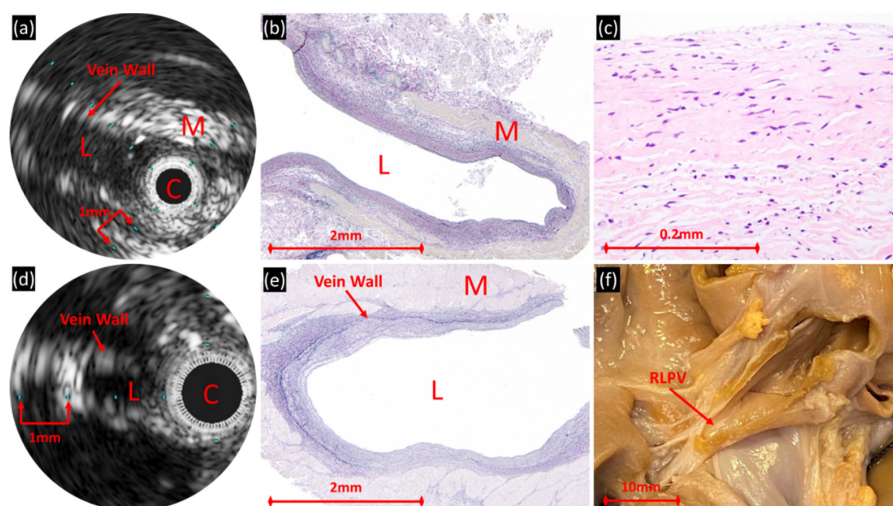 (a)
Vein Wall
M
L
C
1mm
(b)
M
L
2mm
(c)
0.2mm
(d)
Vein Wall
L
C
1mm
(e)
Vein Wall
M
L
2mm
(f)
RLPV
10mm